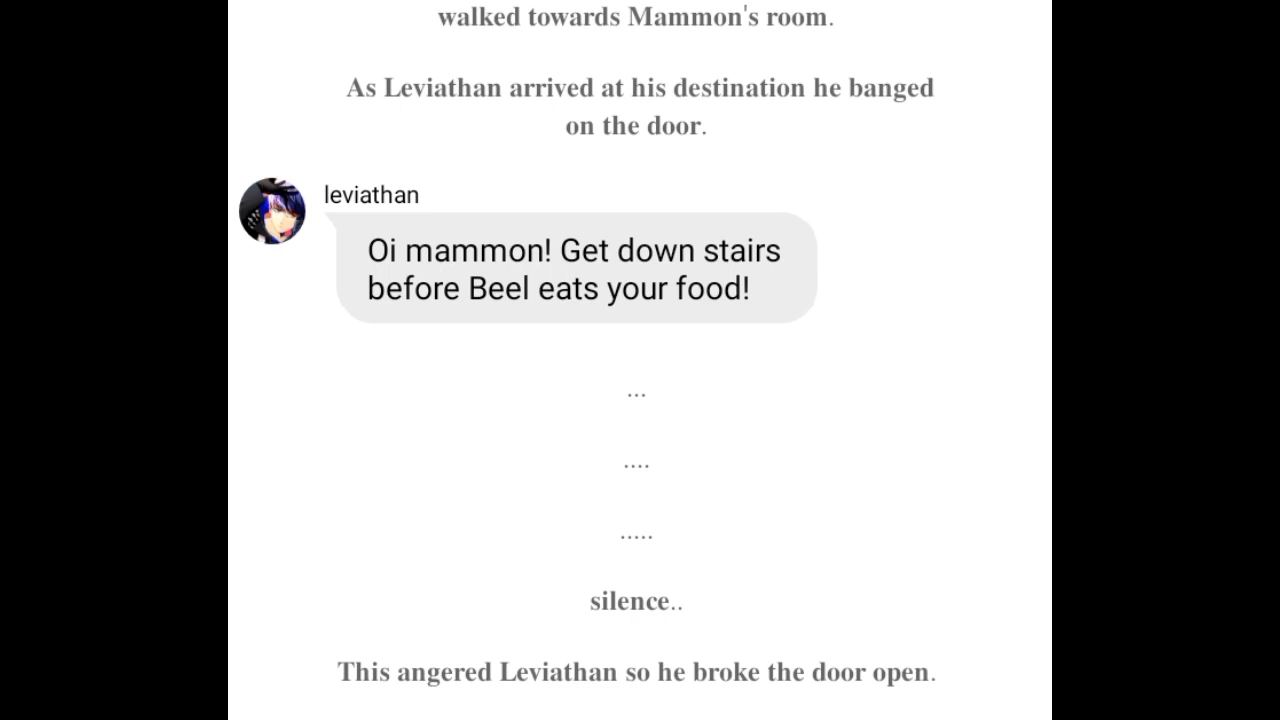 walked towards Mammon's room.
As Leviathan arrived at his destination he banged
on the door.
leviathan
Oi mammon! Get down stairs
before Beel eats your food!
...
....
.....
silence..
This angered Leviathan so he broke the door open.